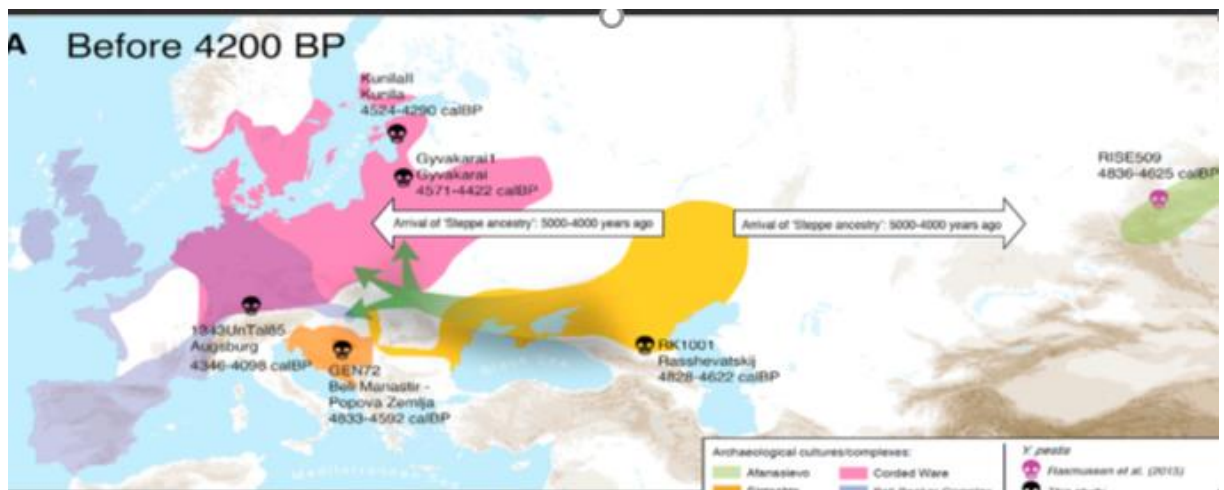 A Before 4200 BP
KunilaII
Kunila
4524-4290 calBP
Gyvakarai1
Gyvakarai
4571-4422 calBP
RISE509
4836-4625 calBP
Arrival of 'Steppe ancestry': 5000-4000 years ago
Arrival of 'Steppe ancestry': 5000-4000 years ago
1343UnTal85
Augsburg
4346-4098 calBP
GEN72
Beli Manastir -
Popova Zemlja
4833-4592 calBP
RK1001
Rasshevatskij
4828-4622 calBP
Archaeological cultures/complexes:
Afanasievo
Corded Ware
Y. pestis
Rasmussen et al. (2015)